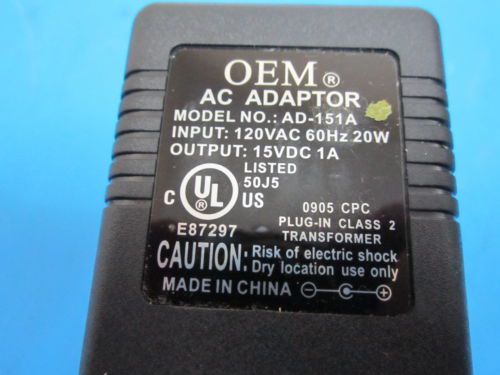 OEM®
AC ADAPTOR
MODEL NO.: AD-151A
INPUT: 120VAC 60Hz 20W
OUTPUT: 15VDC 1A
LISTED
50J5
C UL US
®
E87297
0905 CPC
PLUG-IN CLASS 2
TRANSFORMER
CAUTION: Risk of electric shock
Dry location use only
MADE IN CHINA